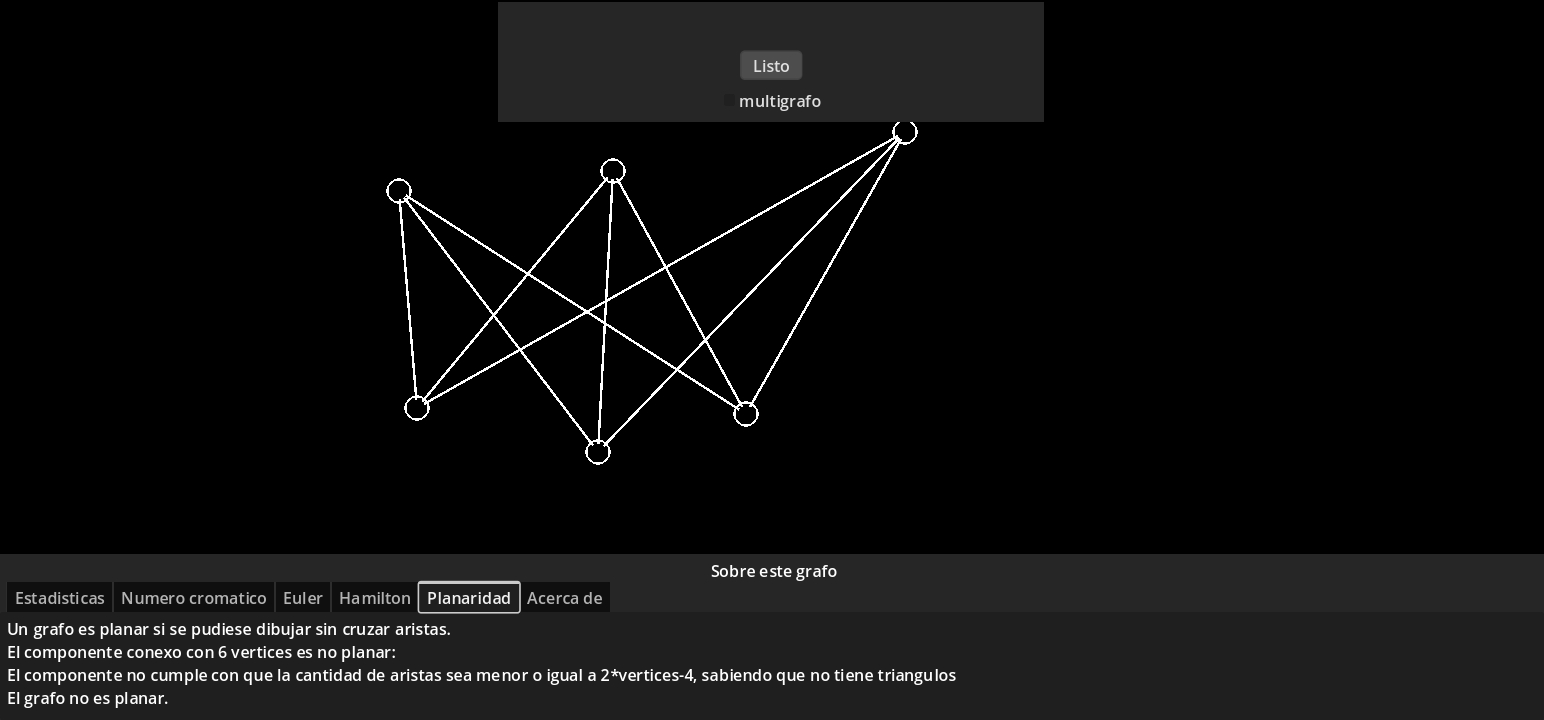 Listo
multigrafo
Sobre este grafo
Estadisticas Numero cromatico Euler Hamilton Planaridad Acerca de
Un grafo es planar si se pudiese dibujar sin cruzar aristas.
El componente conexo con 6 vertices es no planar:
El componente no cumple con que la cantidad de aristas sea menor o igual a 2*vertices-4, sabiendo que no tiene triangulos
El grafo no es planar.